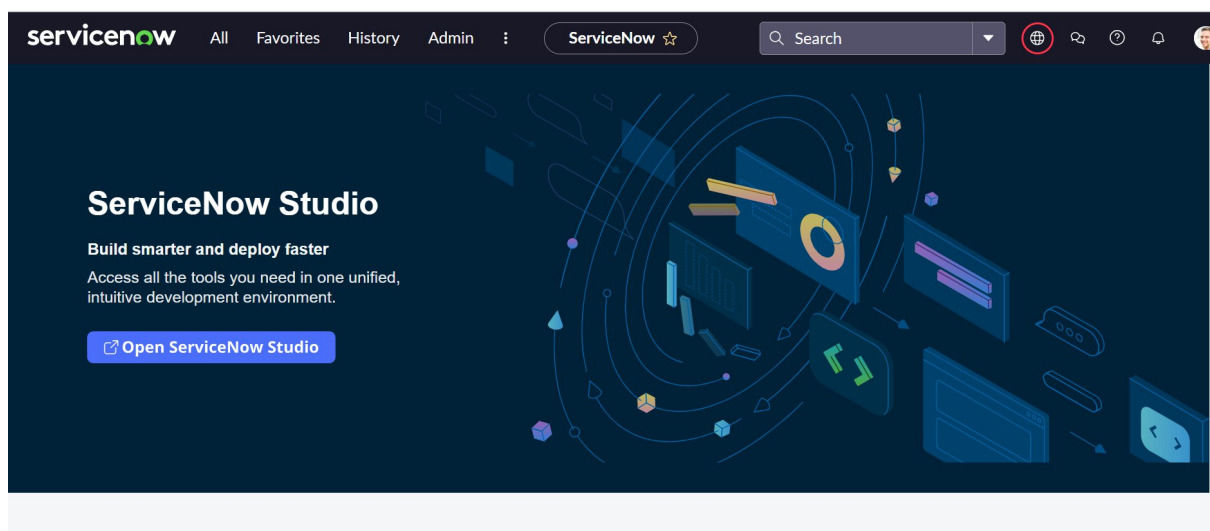 servicenow All Favorites History Admin ServiceNow Search
ServiceNow Studio
Build smarter and deploy faster
Access all the tools you need in one unified,
intuitive development environment.
Open ServiceNow Studio